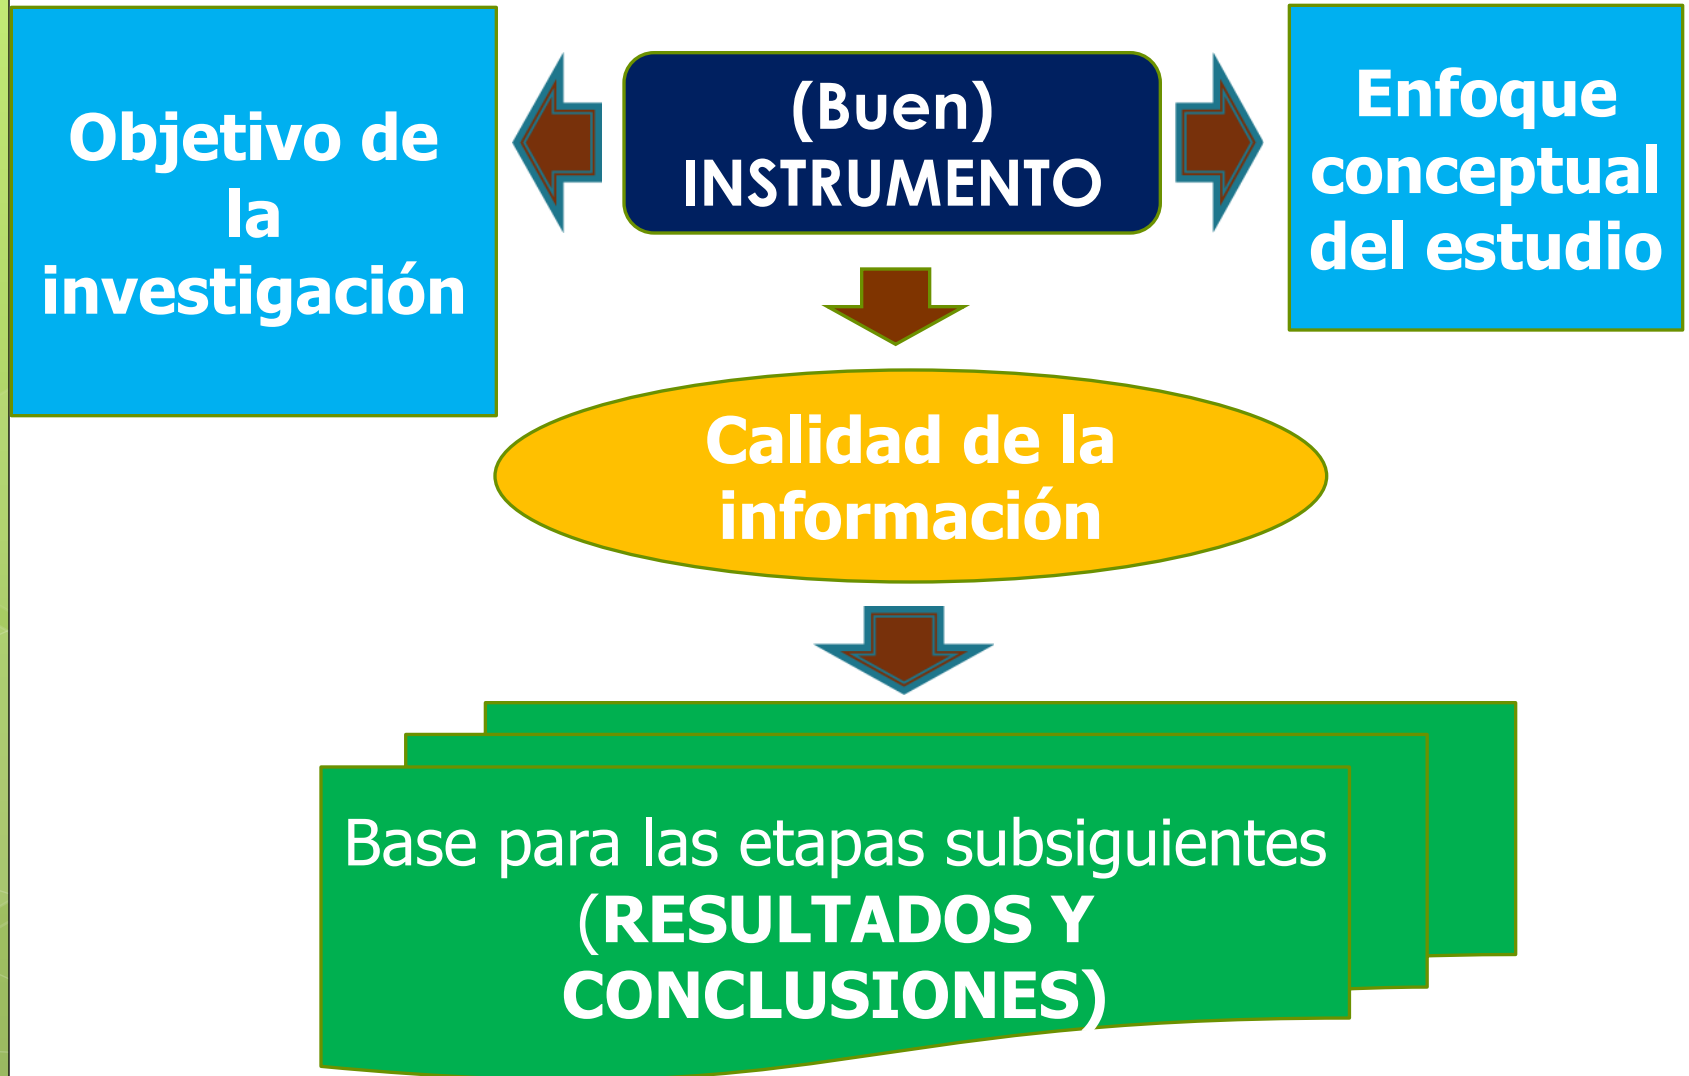 Objetivo de
la
investigación
(Buen)
INSTRUMENTO
Enfoque
conceptual
del estudio
Calidad de la
información
Base para las etapas subsiguientes
(RESULTADOS Y
CONCLUSIONES)